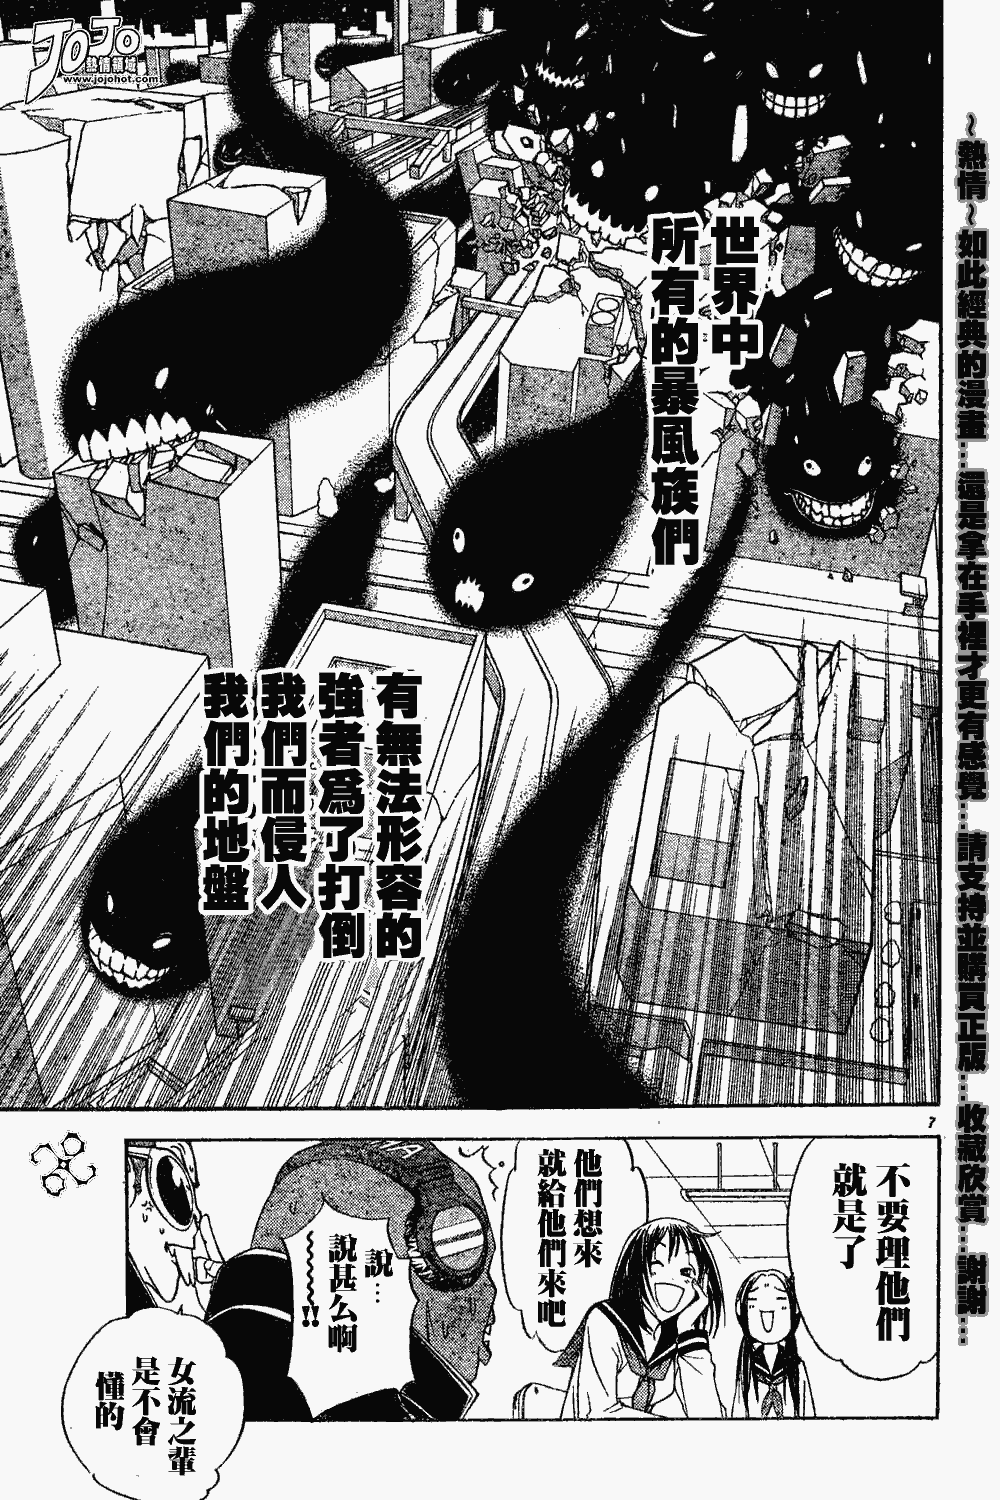 JOJO
熱情領域
www.jojohot.com
~熱情~如此經典的漫畫...還是拿在手裡才更有感覺...請支持並購買正版...收藏欣賞...謝謝...
世界中
所有的暴風族們
有無法形容的
強者爲了打倒
我們而侵人
我們的地盤
7
不要理他們
就是了
他們想來
就給他們來吧
說...
說甚么啊
~~~~!!
女流之輩
是不會
懂的